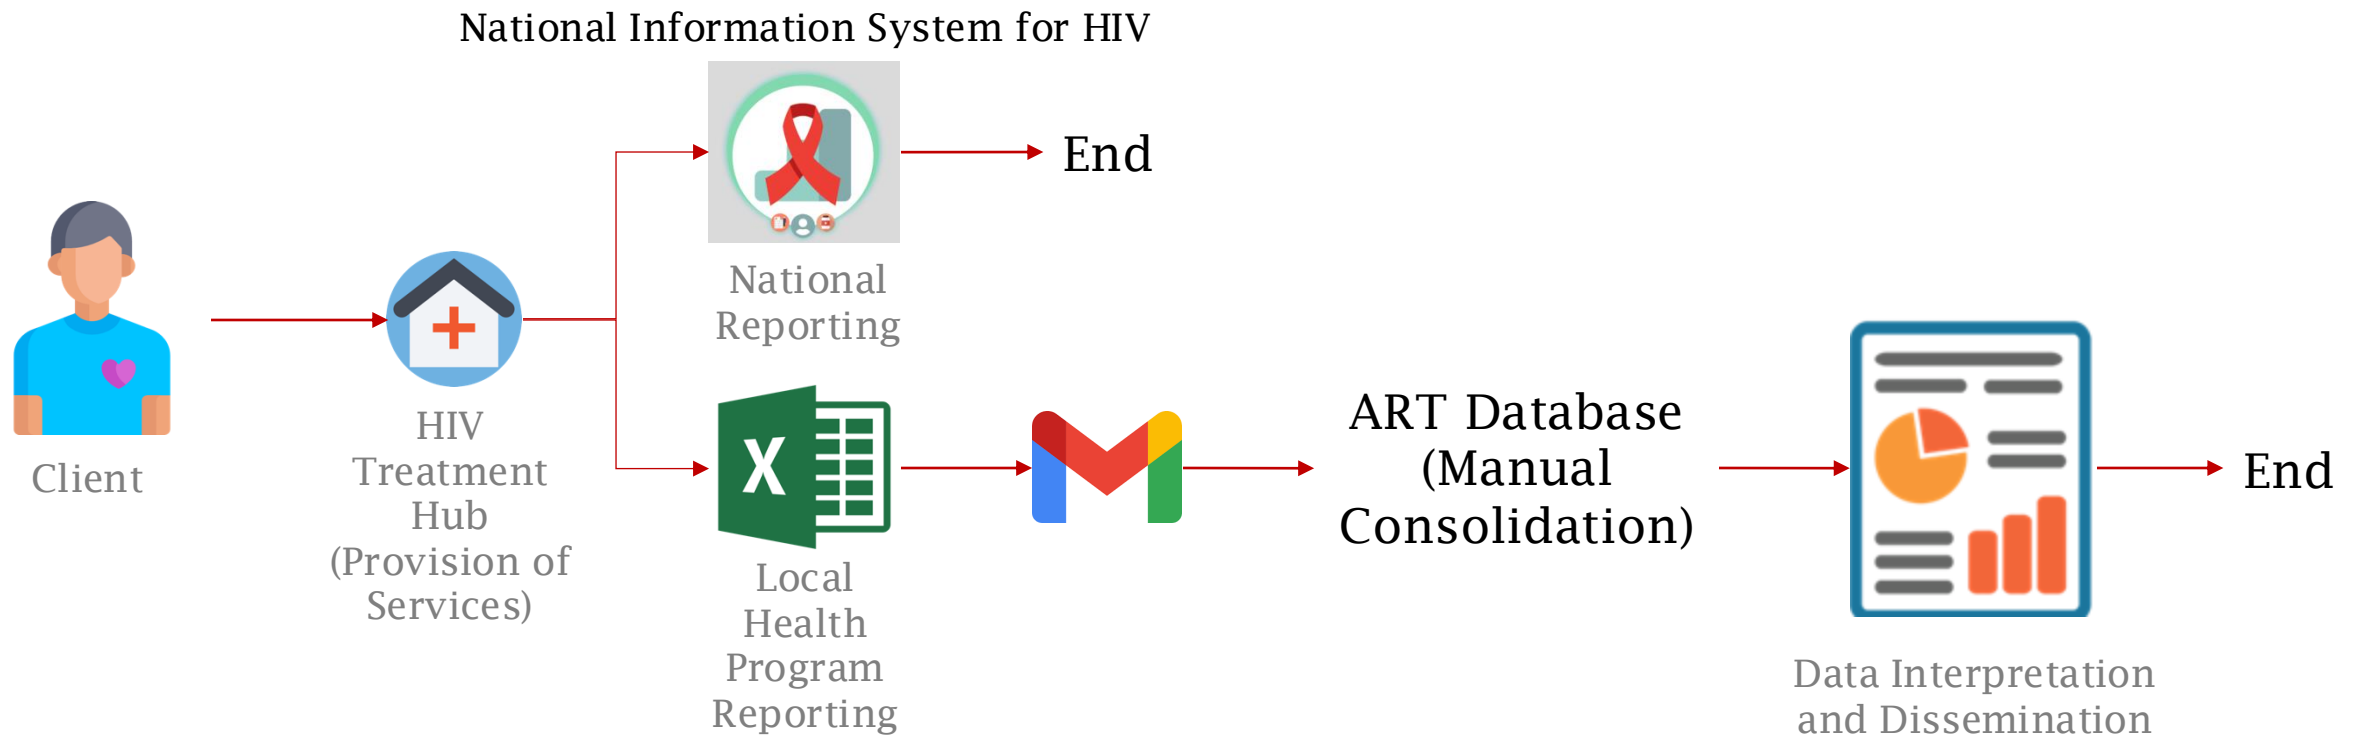 National Information System for HIV
End
National
Reporting
Client
HIV
Treatment
Hub
(Provision of
Services)
X
Local
Health
Program
Reporting
ART Database
(Manual
Consolidation)
Data Interpretation
and Dissemination
End